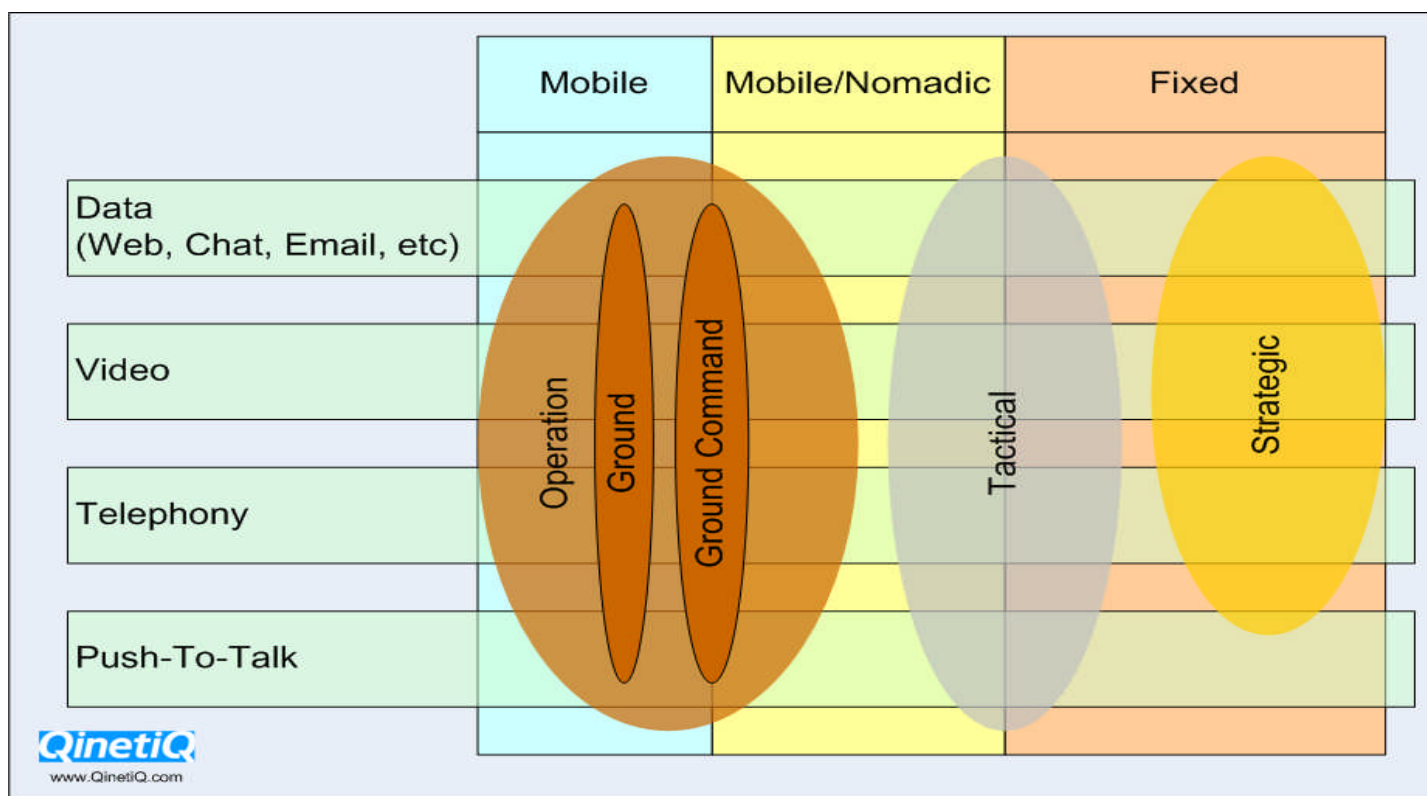 Mobile
Mobile/Nomadic
Fixed
Data
(Web, Chat, Email, etc)
Video
Telephony
Push-To-Talk
Operation
Ground
Ground Command
Tactical
Strategic
QinetiQ
www.QinetiQ.com